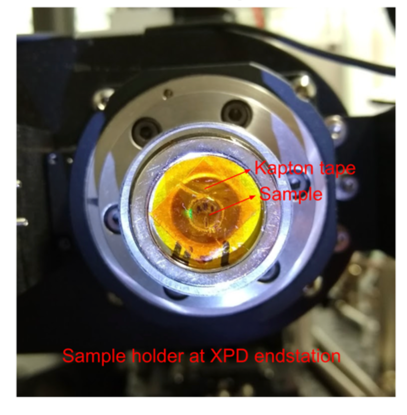 Kapton tape
Sample
Sample holder at XPD endstation